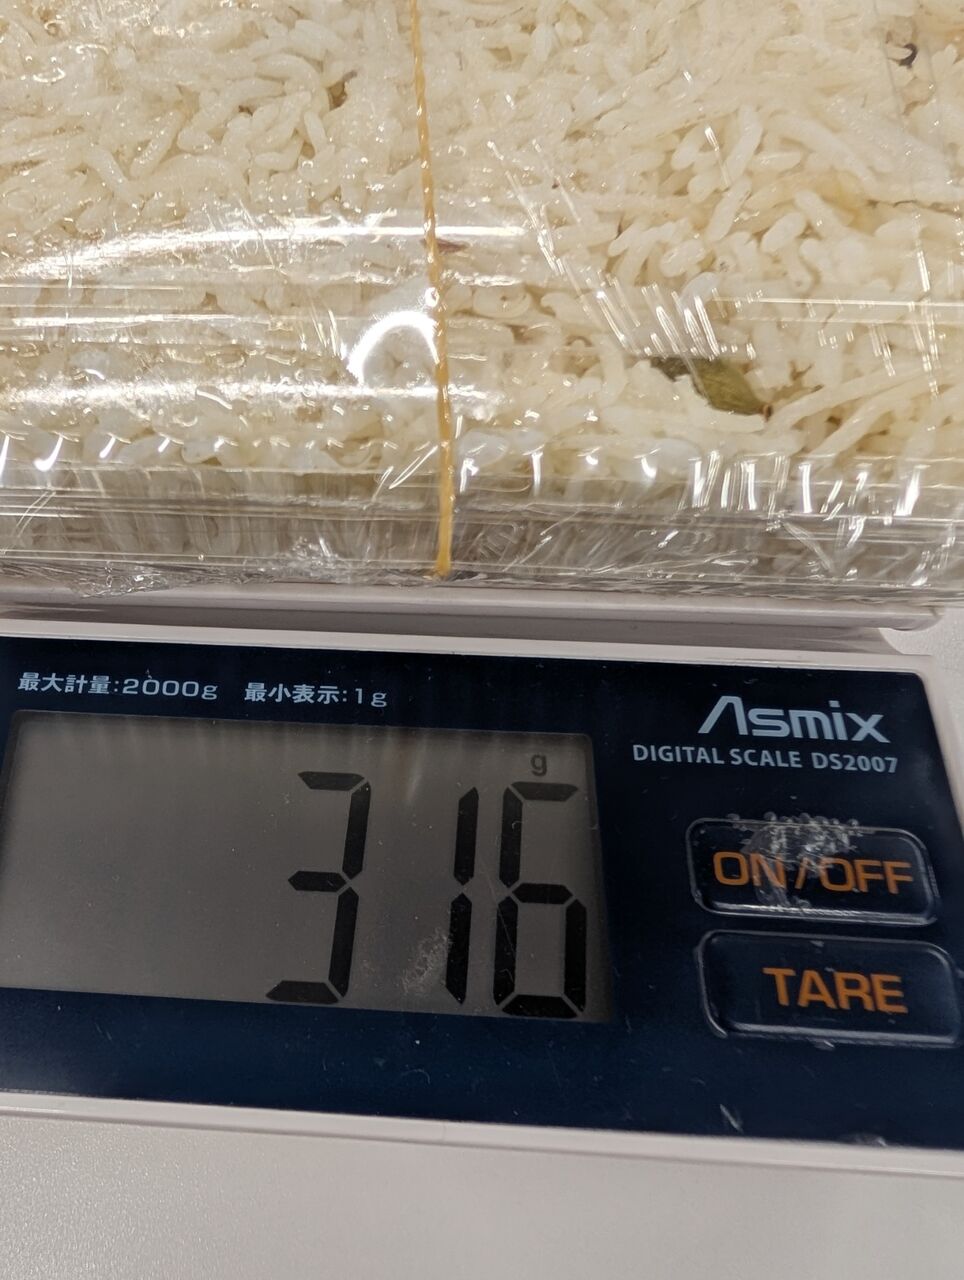 最大計量:2000g 最小表示:1g
Asmix
DIGITAL SCALE DS2007
g
316
ON/OFF
TARE